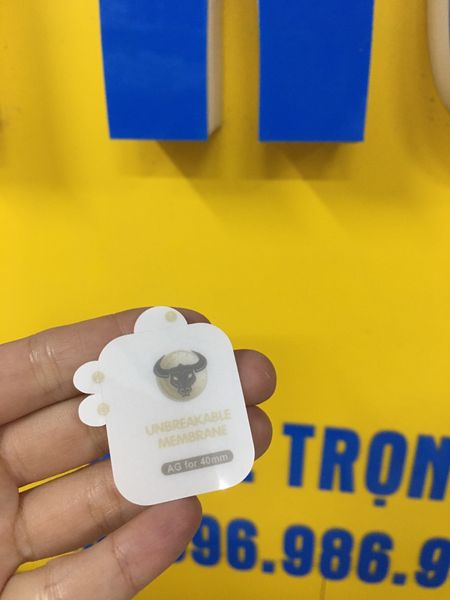 UNBREAKABLE
MEMBRANE
AG for 40mm
TRỌN
96.986.9